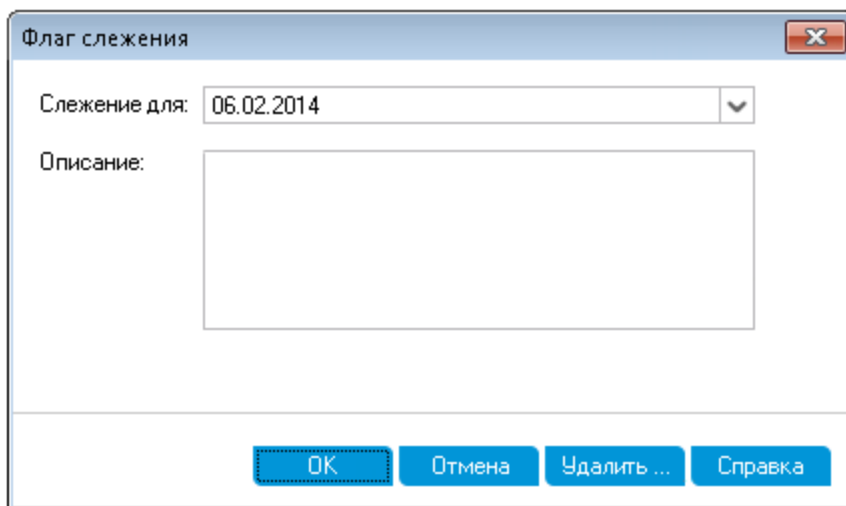 Флаг слежения
Слежение для: 06.02.2014
Описание:
OK Отмена Удалить ... Справка